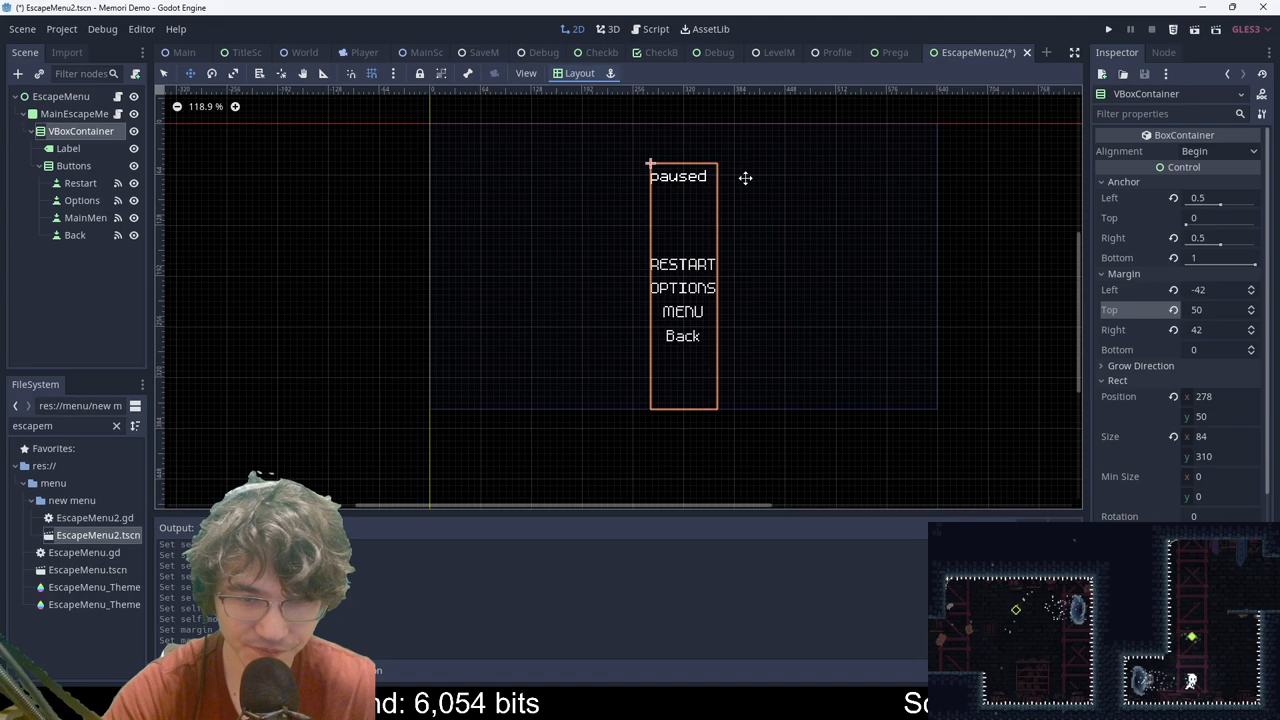 (*) EscapeMenu2.tscn - Memori Demo - Godot Engine
Scene Project Debug Editor Help
2D 3D Script AssetLib
GLES3
Scene Import
Main TitleSc World Player MainSc SaveM Debug Checkb CheckB Debug LevelM Profile Prega EscapeMenu2(*)
Inspector Node
Filter nodes
View Layout
EscapeMenu
MainEscapeMe
VBoxContainer
Label
Buttons
Restart
Options
MainMen
Back
118.9 %
paused
RESTART
OPTIONS
MENU
Back
VBoxContainer
Filter properties
BoxContainer
Alignment Begin
Control
Anchor
Left 0.5
Top 0
Right 0.5
Bottom 1
Margin
Left -42
Top 50
Right 42
Bottom 0
Grow Direction
Rect
Position x 278
y 50
Size x 84
y 310
Min Size x 0
y 0
Rotation 0
FileSystem
res://menu/new m
escapem
Favorites:
res://
menu
new menu
EscapeMenu2.gd
EscapeMenu2.tscn
EscapeMenu.gd
EscapeMenu.tscn
EscapeMenu_Theme
EscapeMenu_Theme
Output:
Set margin
nd: 6,054 bits